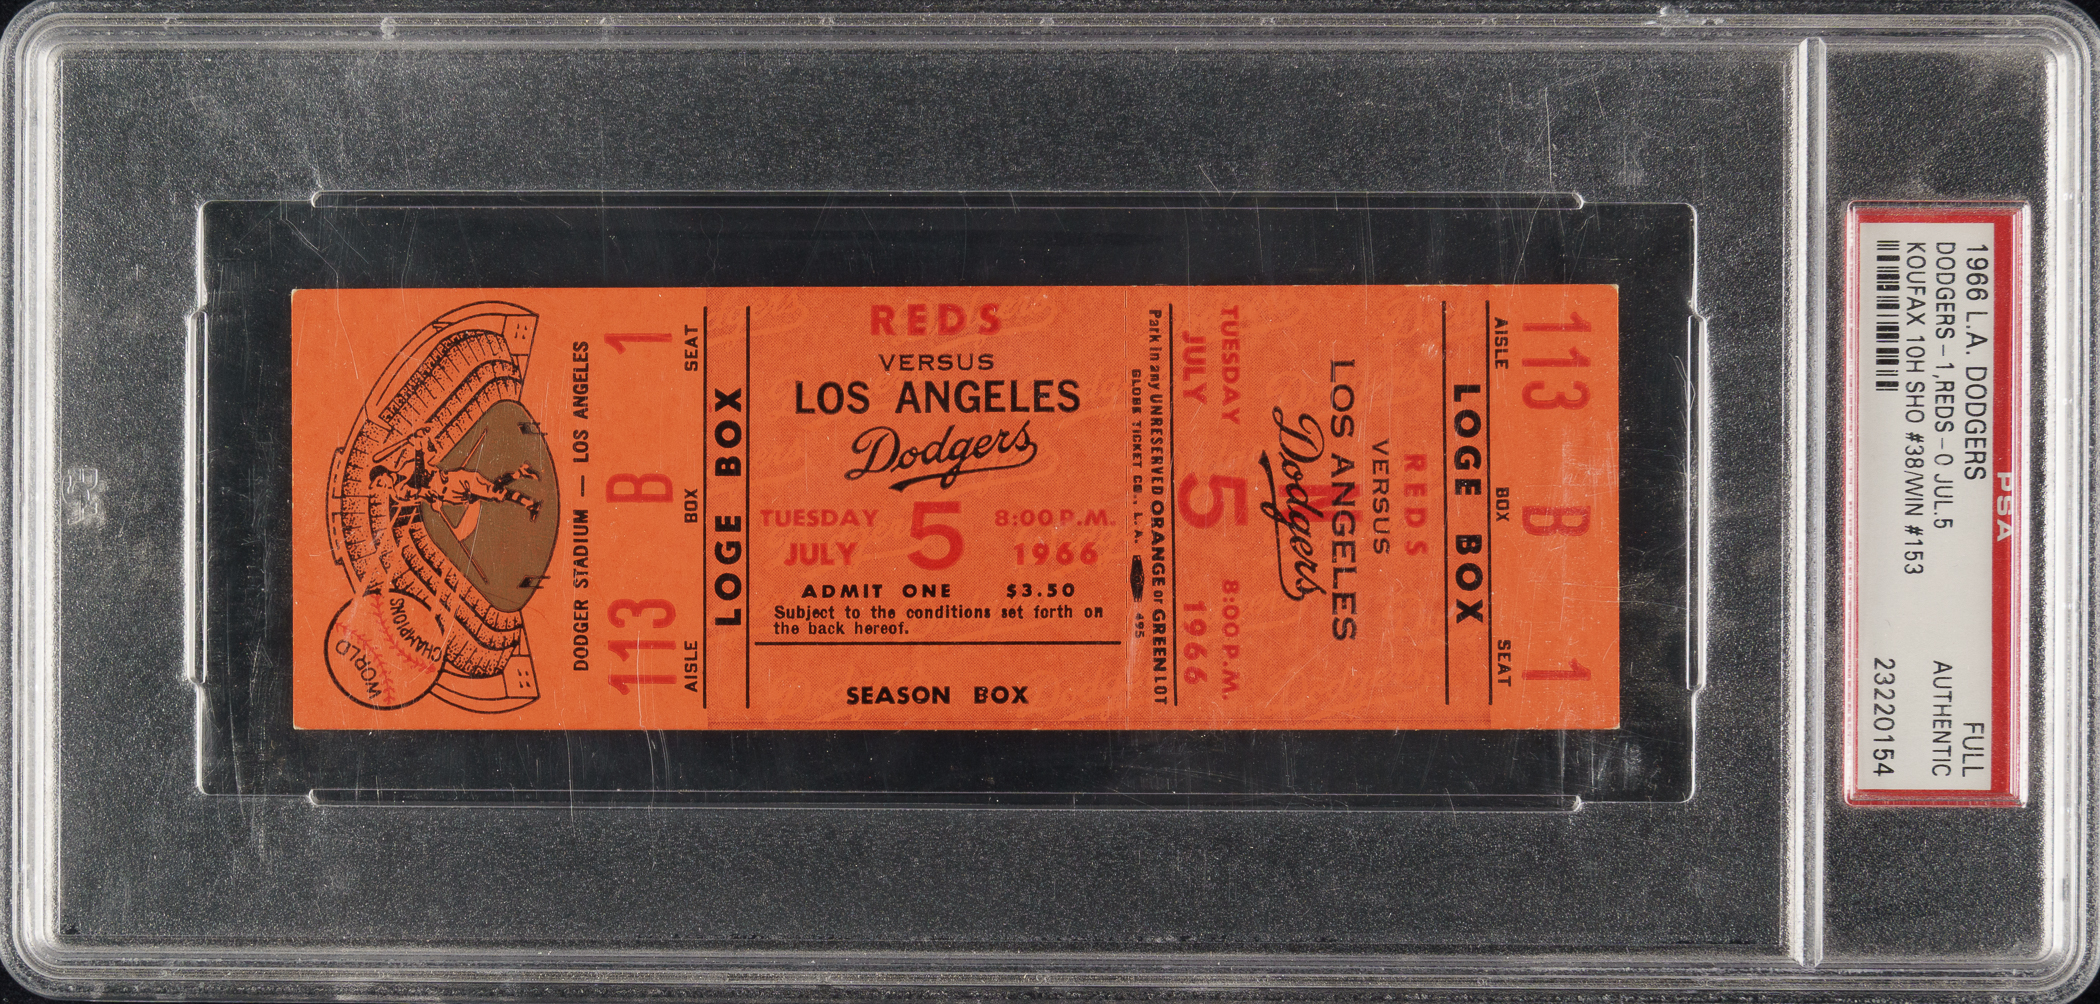 WORLD
CHAMPIONS
DODGER STADIUM — LOS ANGELES
113 B 1
AISLE BOX SEAT
LOGE BOX
REDS
VERSUS
LOS ANGELES
Dodgers
TUESDAY 5 8:00 P.M.
JULY 1966
ADMIT ONE $3.50
Subject to the conditions set forth on
the back hereof.
SEASON BOX
GLOBE TICKET CO., L.A. 495
Park in any UNRESERVED ORANGE or GREEN LOT
JULY 5 1966
TUESDAY 8:00 P.M.
N
Dodgers
LOS ANGELES
VERSUS
REDS
LOGE BOX
AISLE BOX SEAT
113 B 1
PSA
1966 L.A. DODGERS FULL
DODGERS-1,REDS-0 JUL.5 AUTHENTIC
KOUFAX 10H SHO #38/WIN #153
23220154